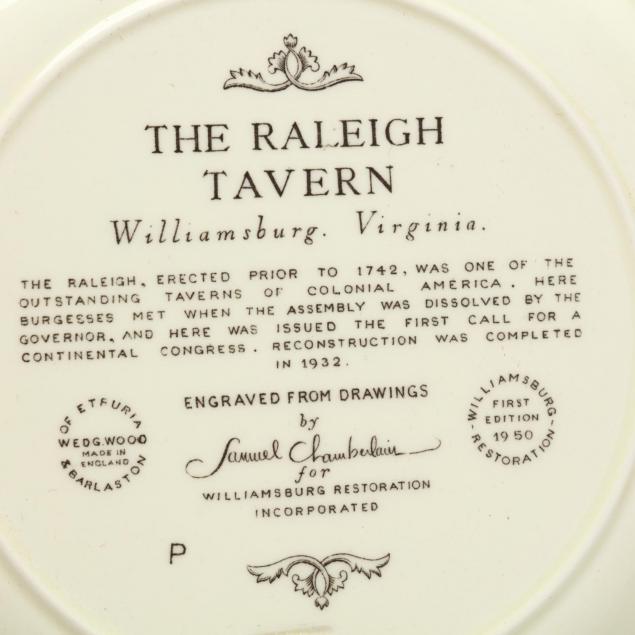 THE RALEIGH
TAVERN
Williamsburg. Virginia.
THE RALEIGH, ERECTED PRIOR TO 1742, WAS ONE OF THE
OUTSTANDING TAVERNS OF COLONIAL AMERICA. HERE
BURGESSES MET WHEN THE ASSEMBLY WAS DISSOLVED BY THE
GOVERNOR, AND HERE WAS ISSUED THE FIRST CALL FOR A
CONTINENTAL CONGRESS. RECONSTRUCTION WAS COMPLETED
IN 1932.
ENGRAVED FROM DRAWINGS
by
Samuel Chamberlain
for
WILLIAMSBURG RESTORATION
INCORPORATED
OF ETRURIA
WEDGWOOD
MADE IN
ENGLAND
& BARLASTON
WILLIAMSBURG
FIRST
EDITION
1950
RESTORATION
P